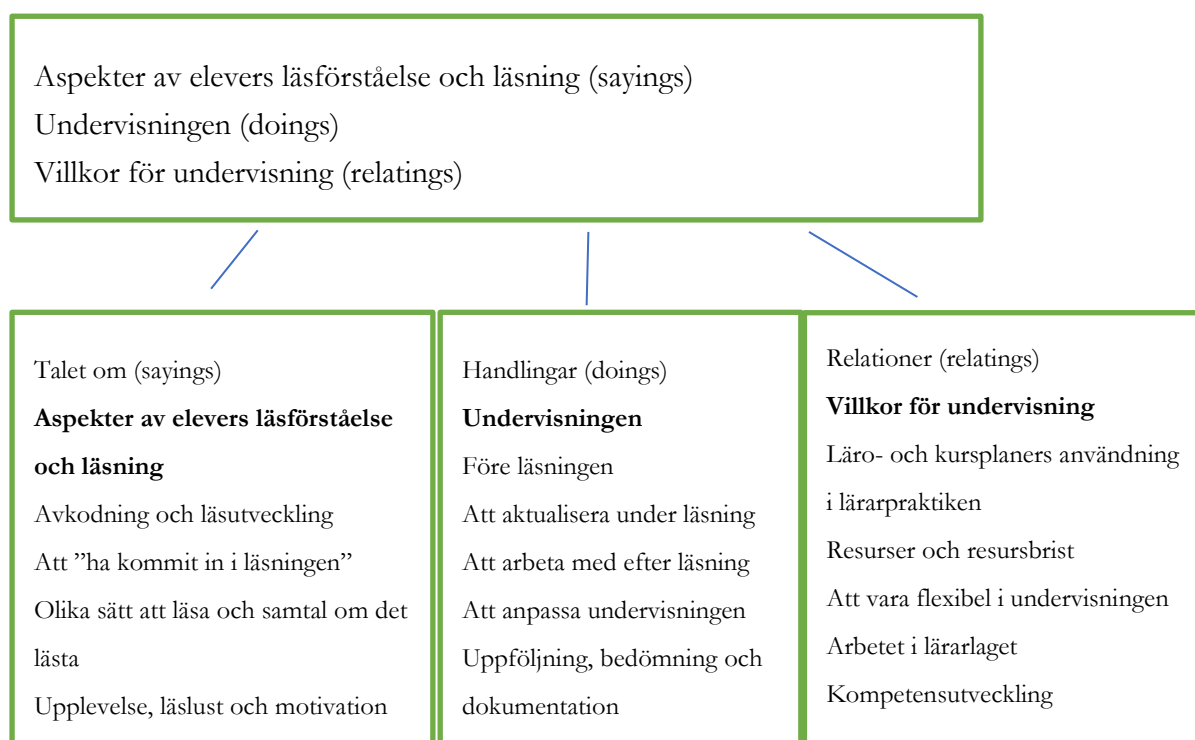 Aspekter av elevers läsförståelse och läsning (sayings)
Undervisningen (doings)
Villkor för undervisning (relatings)
Talet om (sayings)
Aspekter av elevers läsförståelse
och läsning
Avkodning och läsutveckling
Att ”ha kommit in i läsningen”
Olika sätt att läsa och samtal om det
lästa
Upplevelse, läslust och motivation
Handlingar (doings)
Undervisningen
Före läsningen
Att aktualisera under läsning
Att arbeta med efter läsning
Att anpassa undervisningen
Uppföljning, bedömning och
dokumentation
Relationer (relatings)
Villkor för undervisning
Läro- och kursplaners användning
i lärarpraktiken
Resurser och resursbrist
Att vara flexibel i undervisningen
Arbetet i lärarlaget
Kompetensutveckling